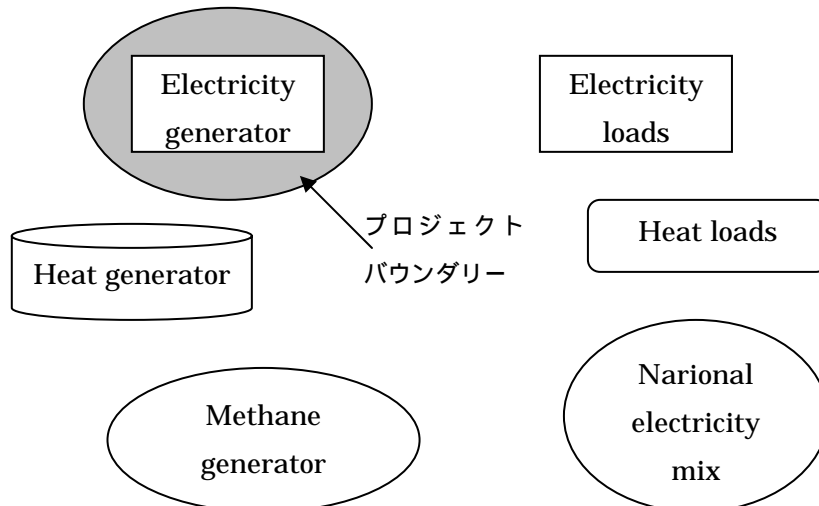 Electricity
generator
Electricity
loads
プロジェクト
バウンダリー
Heat generator
Heat loads
Methane
generator
Narional
electricity
mix